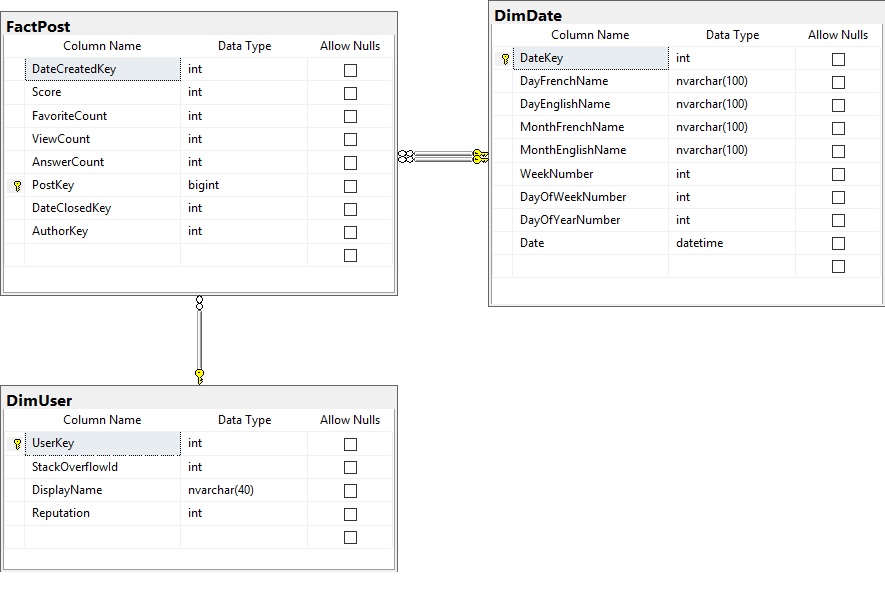 FactPost
Column Name Data Type Allow Nulls
DateCreatedKey int
Score int
FavoriteCount int
ViewCount int
AnswerCount int
PostKey bigint
DateClosedKey int
AuthorKey int
DimDate
Column Name Data Type Allow Nulls
DateKey int
DayFrenchName nvarchar(100)
DayEnglishName nvarchar(100)
MonthFrenchName nvarchar(100)
MonthEnglishName nvarchar(100)
WeekNumber int
DayOfWeekNumber int
DayOfYearNumber int
Date datetime
DimUser
Column Name Data Type Allow Nulls
UserKey int
StackOverflowId int
DisplayName nvarchar(40)
Reputation int